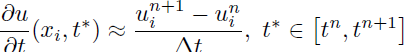 ∂u/∂t (x_i, t*) ≈ (u_i^{n+1} − u_i^n)/Δt, t* ∈ [t^n, t^{n+1}]